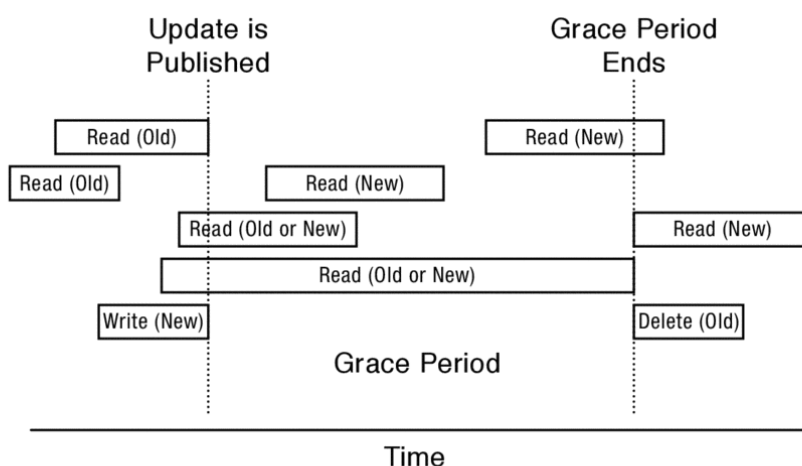 Update is
Published
Grace Period
Ends
Read (Old)
Read (New)
Read (Old)
Read (New)
Read (Old or New)
Read (New)
Read (Old or New)
Write (New)
Delete (Old)
Grace Period
Time